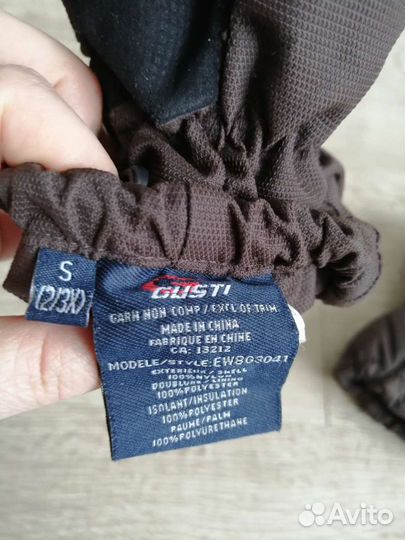 S
(2/3X)
GUSTI
GARN NON COMP / EXCL OF TRIM
MADE IN CHINA
FABRIQUE EN CHINE
CA: 13212
MODELE/STYLE:EW8G3041
EXTERIEUR / SHELL
100%NYLON
DOUBLURE / LINING
100%POLYESTER
ISOLANT/INSULATION
100%POLYESTER
PAUME/PALM
100%POLYURETHANE
Avito